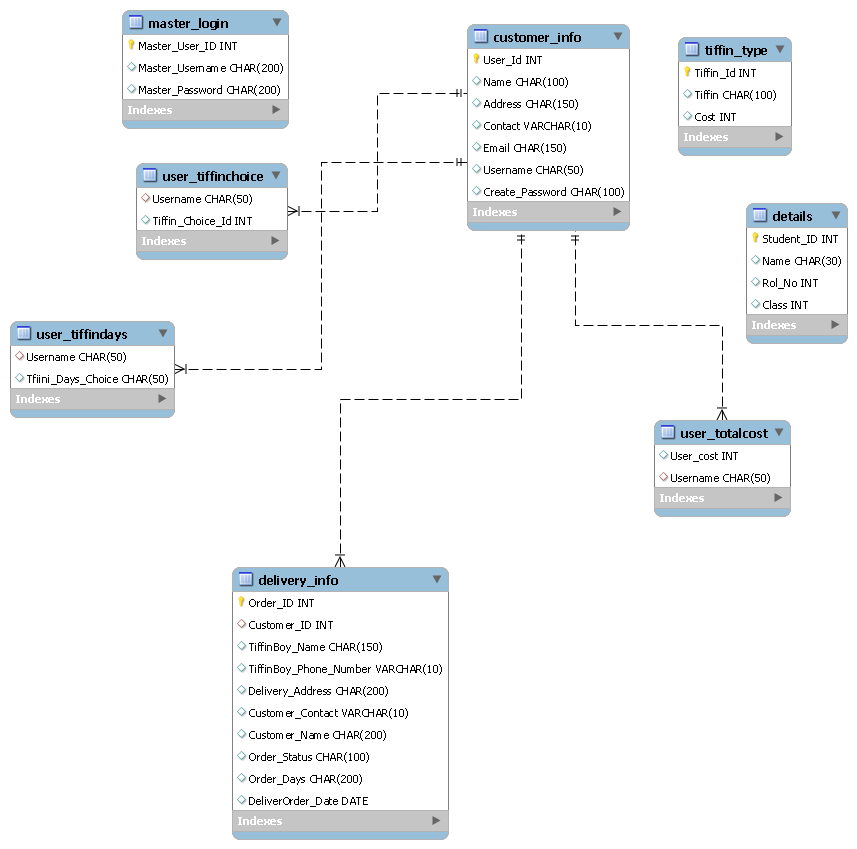 master_login
Master_User_ID INT
Master_Username CHAR(200)
Master_Password CHAR(200)
Indexes
customer_info
User_Id INT
Name CHAR(100)
Address CHAR(150)
Contact VARCHAR(10)
Email CHAR(150)
Username CHAR(50)
Create_Password CHAR(100)
Indexes
tiffin_type
Tiffin_Id INT
Tiffin CHAR(100)
Cost INT
Indexes
user_tiffinchoice
Username CHAR(50)
Tiffin_Choice_Id INT
Indexes
details
Student_ID INT
Name CHAR(30)
Rol_No INT
Class INT
Indexes
user_tiffindays
Username CHAR(50)
Tfiini_Days_Choice CHAR(50)
Indexes
user_totalcost
User_cost INT
Username CHAR(50)
Indexes
delivery_info
Order_ID INT
Customer_ID INT
TiffinBoy_Name CHAR(150)
TiffinBoy_Phone_Number VARCHAR(10)
Delivery_Address CHAR(200)
Customer_Contact VARCHAR(10)
Customer_Name CHAR(200)
Order_Status CHAR(100)
Order_Days CHAR(200)
DeliverOrder_Date DATE
Indexes